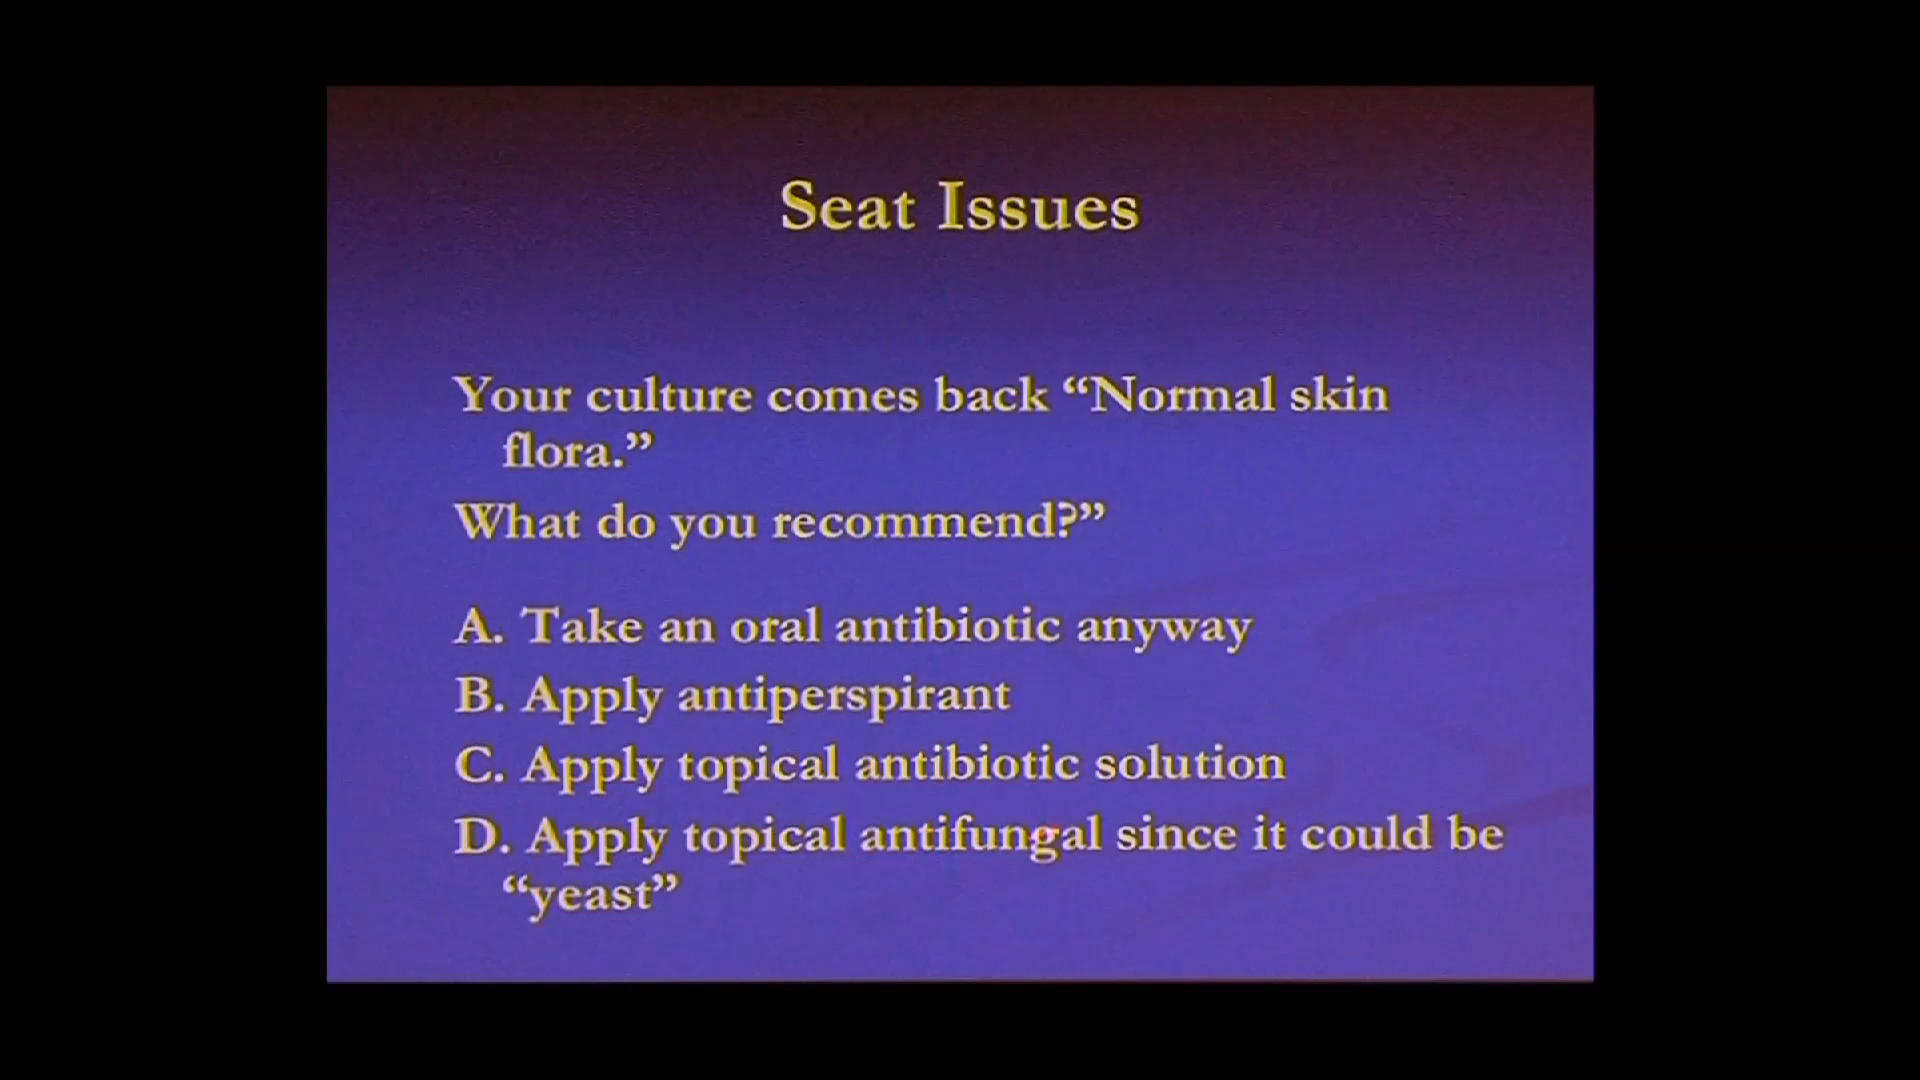 Seat Issues
Your culture comes back “Normal skin
flora.”
What do you recommend?”
A. Take an oral antibiotic anyway
B. Apply antiperspirant
C. Apply topical antibiotic solution
D. Apply topical antifungal since it could be
“yeast”